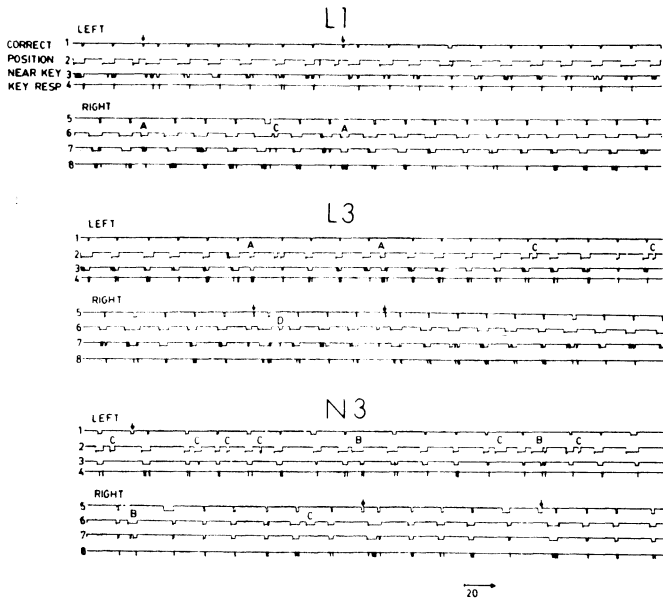 L1
LEFT
CORRECT 1
POSITION 2
NEAR KEY 3
KEY RESP 4
RIGHT
5
A C A
6
7
8
L3
LEFT
1
A A C C
2
3
4
RIGHT
5
D
6
7
8
N3
LEFT
1
C C C C B C B C
2
3
4
RIGHT
5
B C
6
7
8
20